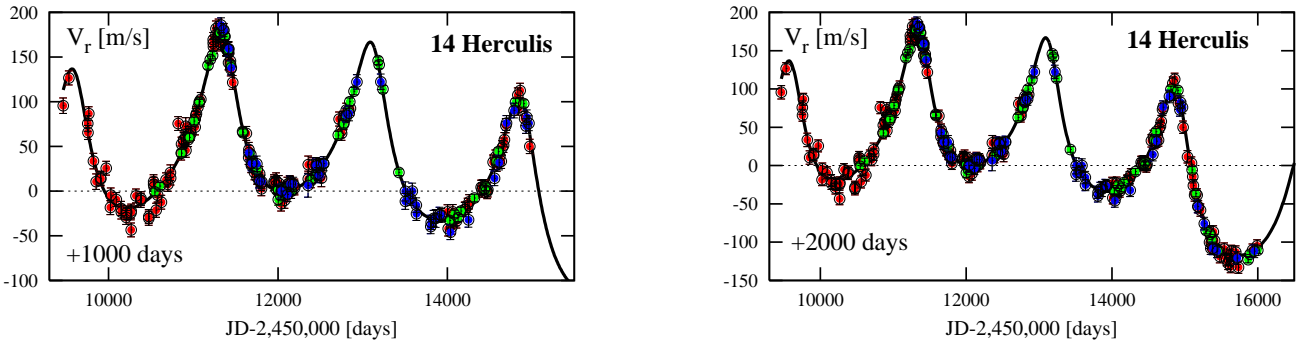 200
150
100
50
0
-50
-100
V_r [m/s]
14 Herculis
+1000 days
10000 12000 14000
JD-2,450,000 [days]
200
150
100
50
0
-50
-100
-150
V_r [m/s]
14 Herculis
+2000 days
10000 12000 14000 16000
JD-2,450,000 [days]